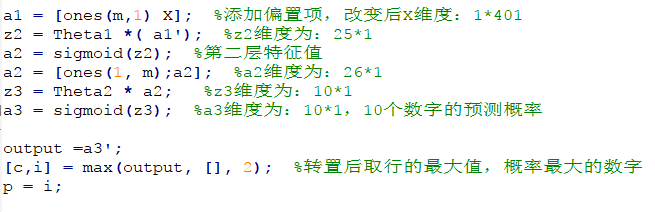 a1 = [ones(m,1) X];  %添加偏置项，改变后X维度：1*401
z2 = Theta1 *( a1');  %z2维度为：25*1
a2 = sigmoid(z2);  %第二层特征值
a2 = [ones(1, m);a2];  %a2维度为：26*1
z3 = Theta2 * a2;   %z3维度为：10*1
a3 = sigmoid(z3);  %a3维度为：10*1，10个数字的预测概率
output =a3';
[c,i] = max(output, [], 2);  %转置后取行的最大值，概率最大的数字
p = i;